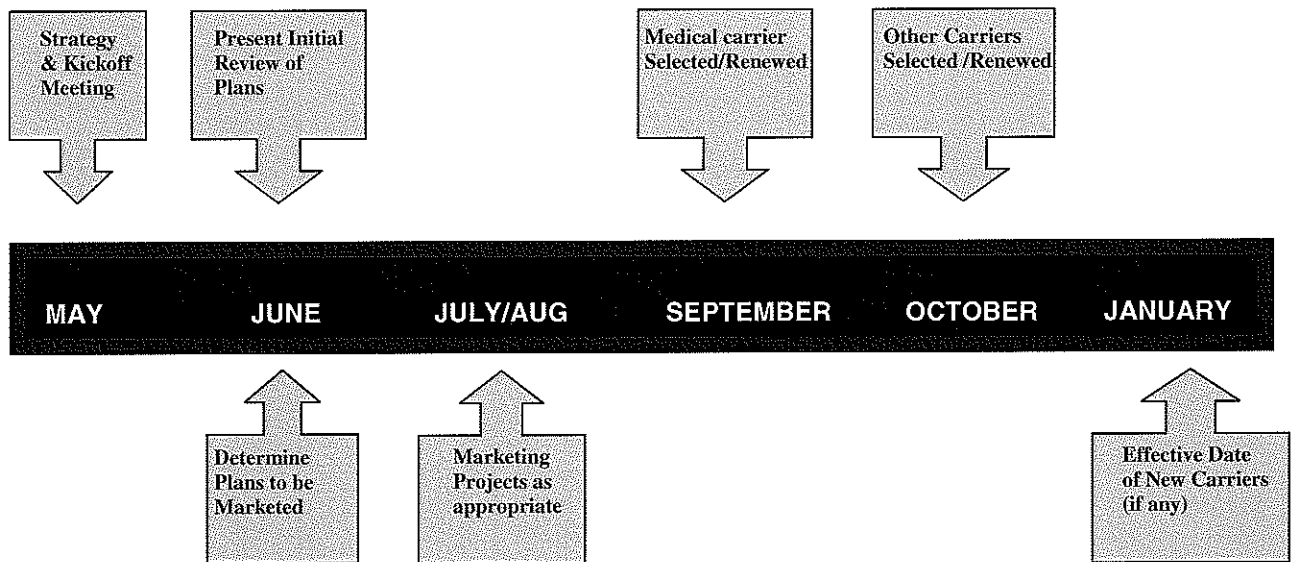 Strategy
& Kickoff
Meeting
Present Initial
Review of
Plans
Medical carrier
Selected/Renewed
Other Carriers
Selected /Renewed
MAY
JUNE
JULY/AUG
SEPTEMBER
OCTOBER
JANUARY
Determine
Plans to be
Marketed
Marketing
Projects as
appropriate
Effective Date
of New Carriers
(if any)